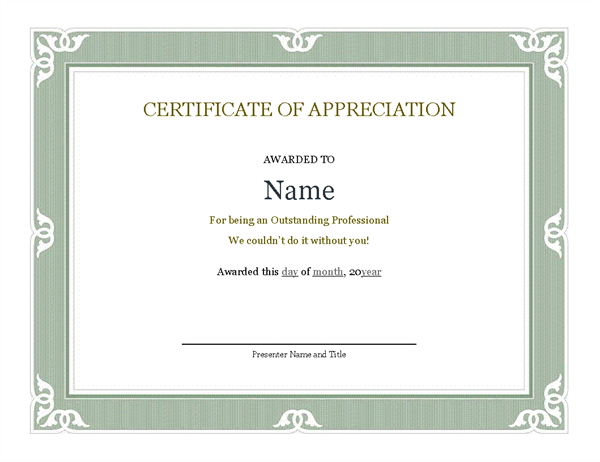 CERTIFICATE OF APPRECIATION
AWARDED TO
Name
For being an Outstanding Professional
We couldn't do it without you!
Awarded this day of month, 20year
Presenter Name and Title